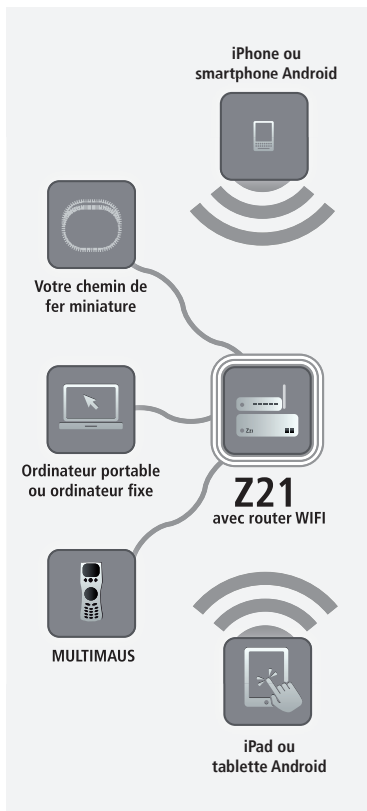 iPhone ou
smartphone Android
Votre chemin de
fer miniature
Zn
Ordinateur portable
ou ordinateur fixe
Z21
avec router WIFI
MULTIMAUS
iPad ou
tablette Android